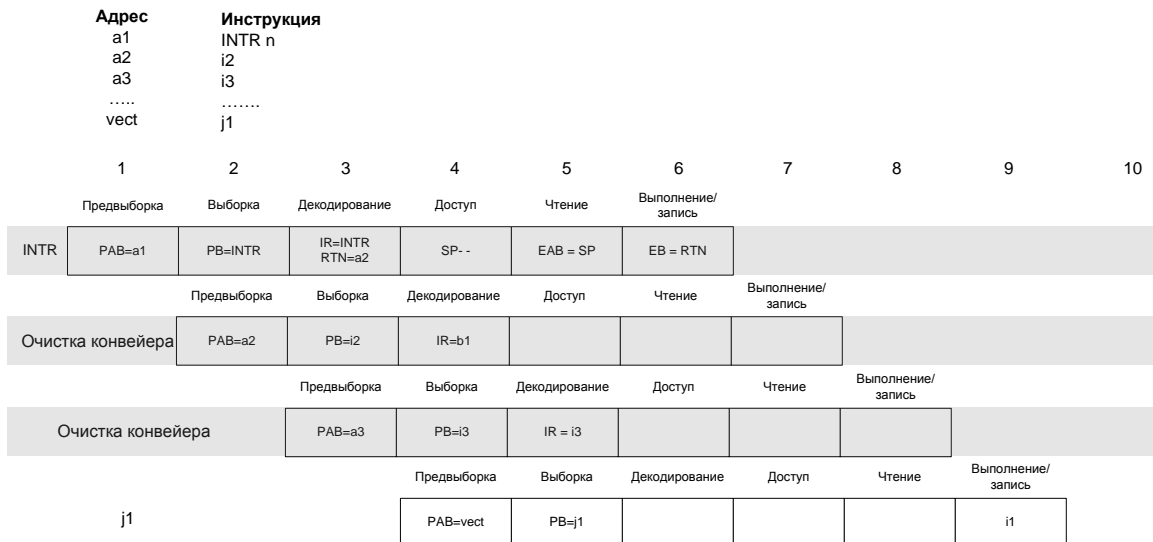 Адрес Инструкция
a1 INTR n
a2 i2
a3 i3
….. …….
vect j1
1 2 3 4 5 6 7 8 9 10
Предвыборка Выборка Декодирование Доступ Чтение Выполнение/
запись
INTR PAB=a1 PB=INTR IR=INTR
RTN=a2 SP- - EAB = SP EB = RTN
Предвыборка Выборка Декодирование Доступ Чтение Выполнение/
запись
Очистка конвейера PAB=a2 PB=i2 IR=b1
Предвыборка Выборка Декодирование Доступ Чтение Выполнение/
запись
Очистка конвейера PAB=a3 PB=i3 IR = i3
Предвыборка Выборка Декодирование Доступ Чтение Выполнение/
запись
j1 PAB=vect PB=j1 i1